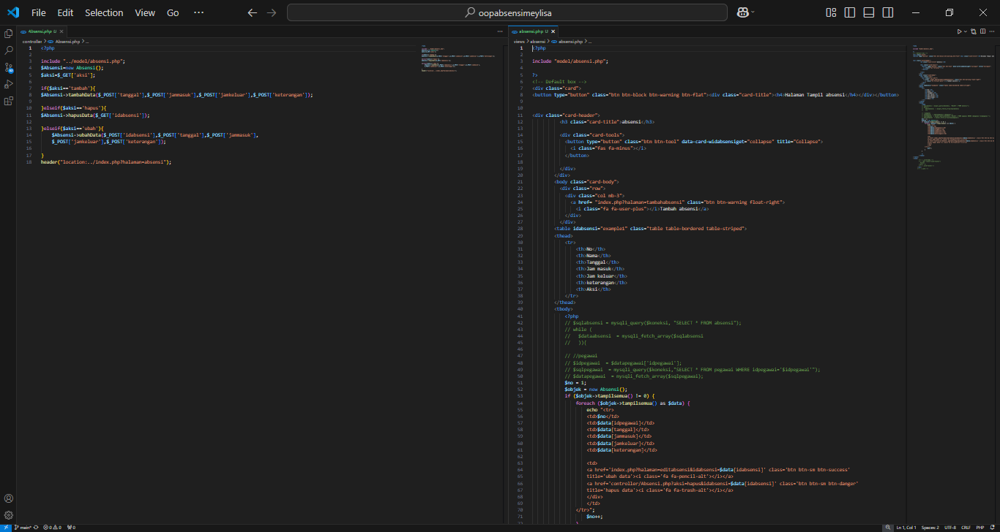 File Edit Selection View Go ··· oopabsensimeylisa
Absensi.php U
controller > Absensi.php > ...
1 <?php
2
3 include "../model/absensi.php";
4 $Absensi=new Absensi();
5 $aksi=$_GET['aksi'];
6
7 if($aksi=='tambah'){
8 $Absensi->tambahData($_POST['tanggal'],$_POST['jammasuk'],$_POST['jamkeluar'],$_POST['keterangan']);
9
10 }elseif($aksi=='hapus'){
11 $Absensi->hapusData($_GET['idabsensi']);
12
13 }elseif($aksi=='ubah'){
14 $Absensi->ubahData($_POST['idabsensi'],$_POST['tanggal'],$_POST['jammasuk'],
15 $_POST['jamkeluar'],$_POST['keterangan']);
16
17 }
18 header("location:../index.php?halaman=absensi");
absensi.php U
views > absensi > absensi.php > ...
1 <?php
2
3 include "model/absensi.php";
4
5 ?>
6 <!-- Default box -->
7 <div class="card">
8 <button type="button" class="btn btn-block btn-warning btn-flat"><div class="card-title"><h4>Halaman Tampil absensi</h4></div></button>
9
10
11 <div class="card-header">
12 <h3 class="card-title">absensi</h3>
13
14 <div class="card-tools">
15 <button type="button" class="btn btn-tool" data-card-widabsensiget="collapse" title="Collapse">
16 <i class="fas fa-minus"></i>
17 </button>
18
19 </div>
20 </div>
21 <body class="card-body">
22 <div class="row">
23 <div class="col mb-3">
24 <a href= "index.php?halaman=tambahabsensi" class="btn btn-warning float-right">
25 <i class="fa fa-user-plus"></i>Tambah absensi</a>
26 </div>
27 </div>
28 <table idabsensi="example1" class="table table-bordered table-striped">
29 <thead>
30 <tr>
31 <th>No</th>
32 <th>Nama</th>
33 <th>Tanggal</th>
34 <th>Jam masuk</th>
35 <th>Jam keluar</th>
36 <th>keterangan</th>
37 <th>Aksi</th>
38 </tr>
39 </thead>
40 <tbody>
41 <?php
42 // $sqlabsensi = mysqli_query($koneksi, "SELECT * FROM absensi");
43 // while (
44 // $dataabsensi = mysqli_fetch_array($sqlabsensi
45 // )){
46
47 // //pegawai
48 // $idpegawai = $datapegawai['idpegawai'];
49 // $sqlpegawai = mysqli_query($koneksi,"SELECT * FROM pegawai WHERE idpegawai='$idpegawai'");
50 // $datapegawai = mysqli_fetch_array($sqlpegawai);
51 $no = 1;
52 $objek = new Absensi();
53 if ($objek->tampilsemua() != 0) {
54 foreach ($objek->tampilsemua() as $data) {
55 echo "<tr>
56 <td>$no</td>
57 <td>$data[idpegawai]</td>
58 <td>$data[tanggal]</td>
59 <td>$data[jammasuk]</td>
60 <td>$data[jamkeluar]</td>
61 <td>$data[keterangan]</td>
62
63 <td>
64 <a href='index.php?halaman=editabsensi&idabsensi=$data[idabsensi]' class='btn btn-sm btn-success'
65 title='ubah data'><i class='fa fa-pencil-alt'></i></a>
66 <a href='controller/Absensi.php?aksi=hapus&idabsensi=$data[idabsensi]' class='btn btn-sm btn-danger'
67 title='hapus data'><i class='fa fa-trash-alt'></i></a>
68 </div>
69 </td>
70 </tr>";
71 $no++;
72 }
main* 0 0 0 Ln 1, Col 1 Spaces: 2 UTF-8 CRLF PHP